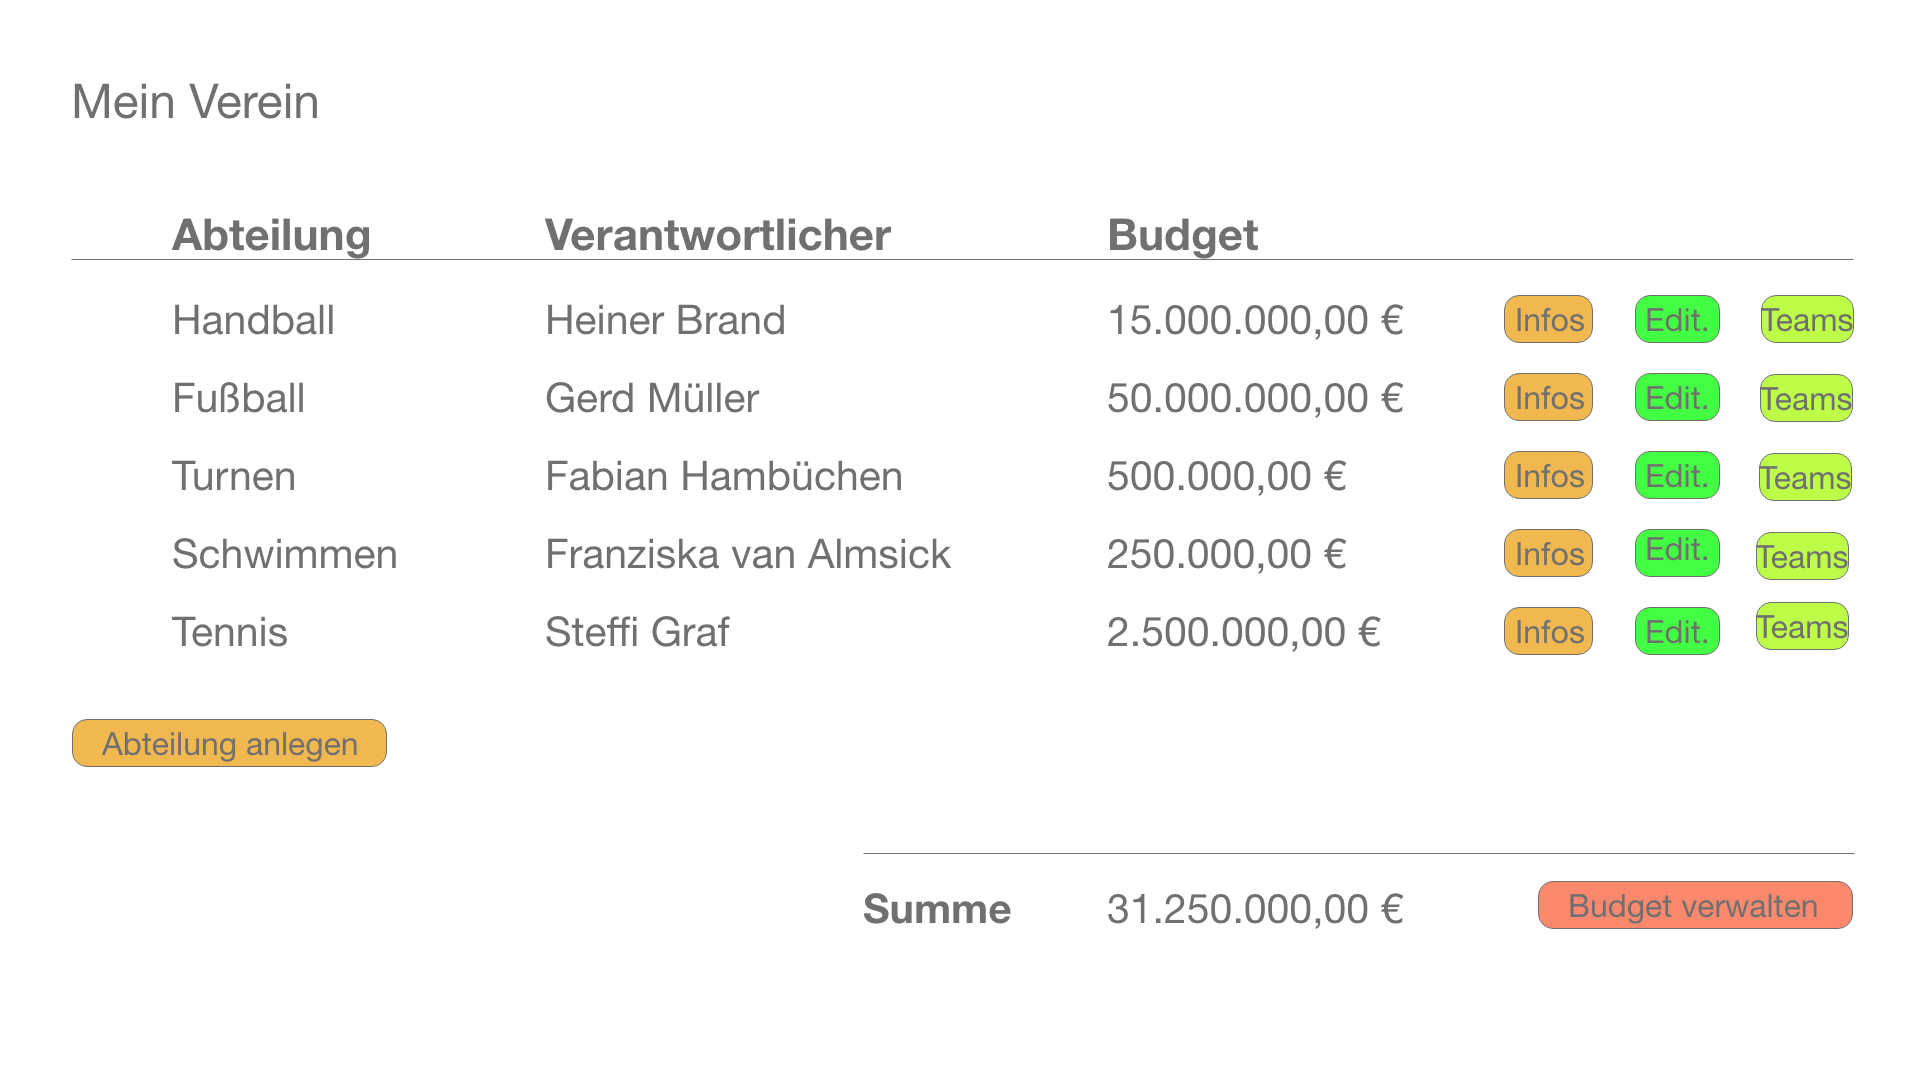 Mein Verein
Abteilung Verantwortlicher Budget
Handball Heiner Brand 15.000.000,00 € Infos Edit. Teams
Fußball Gerd Müller 50.000.000,00 € Infos Edit. Teams
Turnen Fabian Hambüchen 500.000,00 € Infos Edit. Teams
Schwimmen Franziska van Almsick 250.000,00 € Infos Edit. Teams
Tennis Steffi Graf 2.500.000,00 € Infos Edit. Teams
Abteilung anlegen
Summe 31.250.000,00 € Budget verwalten